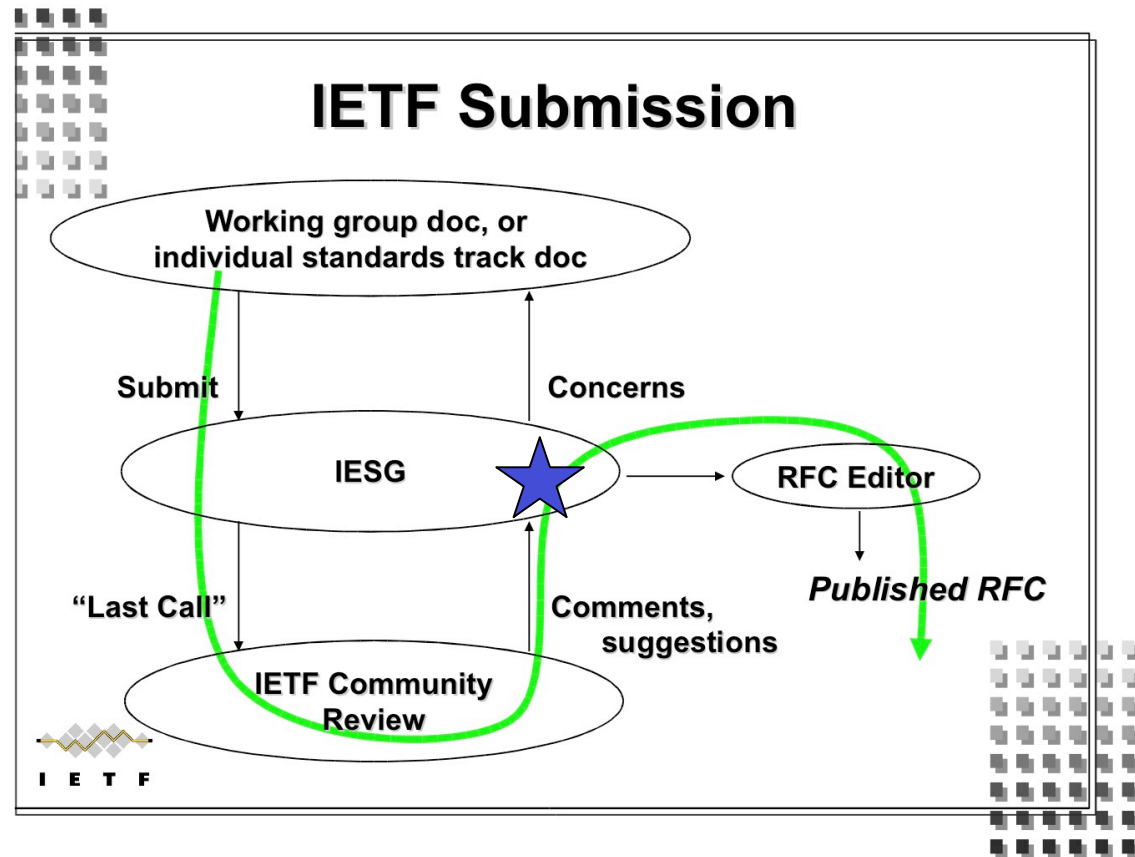 IETF Submission
Working group doc, or
individual standards track doc
Submit
Concerns
IESG
RFC Editor
“Last Call”
Comments,
suggestions
Published RFC
IETF Community
Review
I E T F